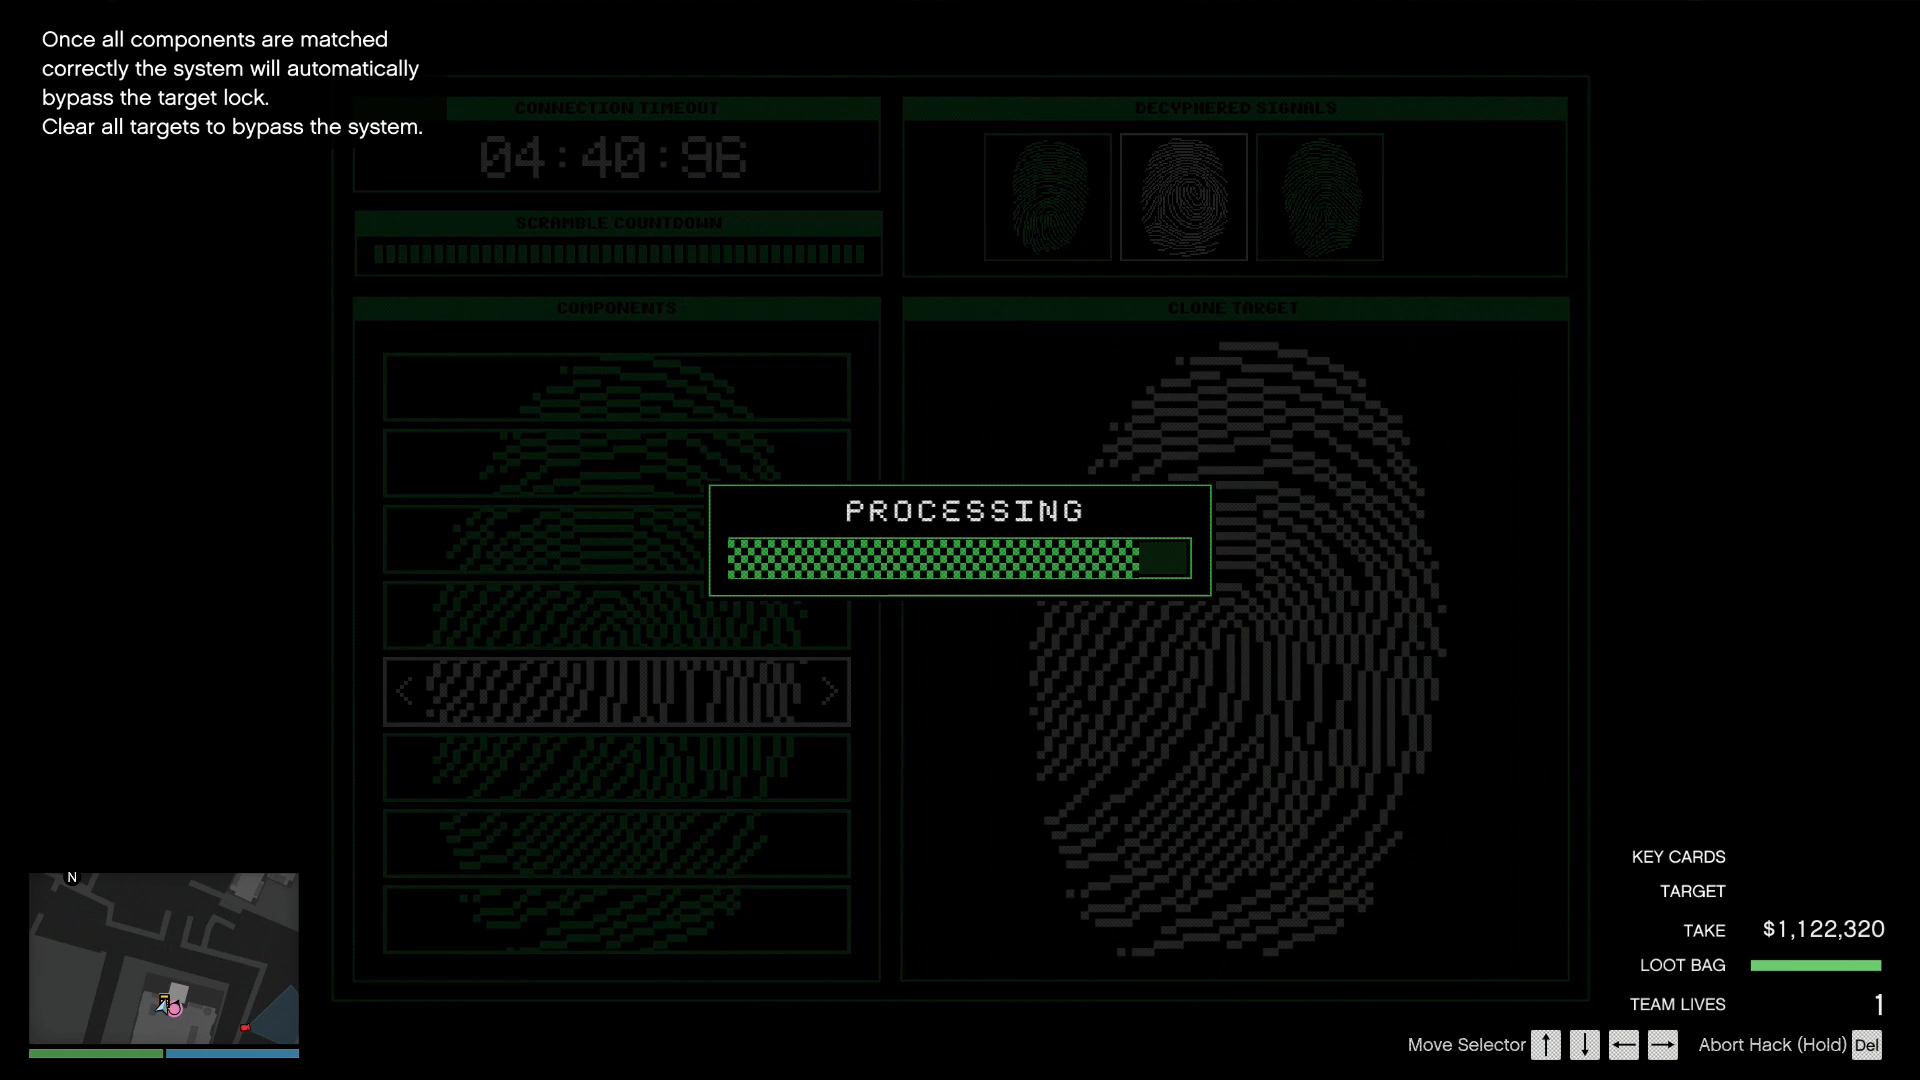 Once all components are matched
correctly the system will automatically
bypass the target lock.
Clear all targets to bypass the system.
CONNECTION TIMEOUT
04:40:96
DECYPHERED SIGNALS
SCRAMBLE COUNTDOWN
COMPONENTS
CLONE TARGET
PROCESSING
N
KEY CARDS
TARGET
TAKE $1,122,320
LOOT BAG
TEAM LIVES 1
Move Selector ↑ ↓ ← → Abort Hack (Hold) Del